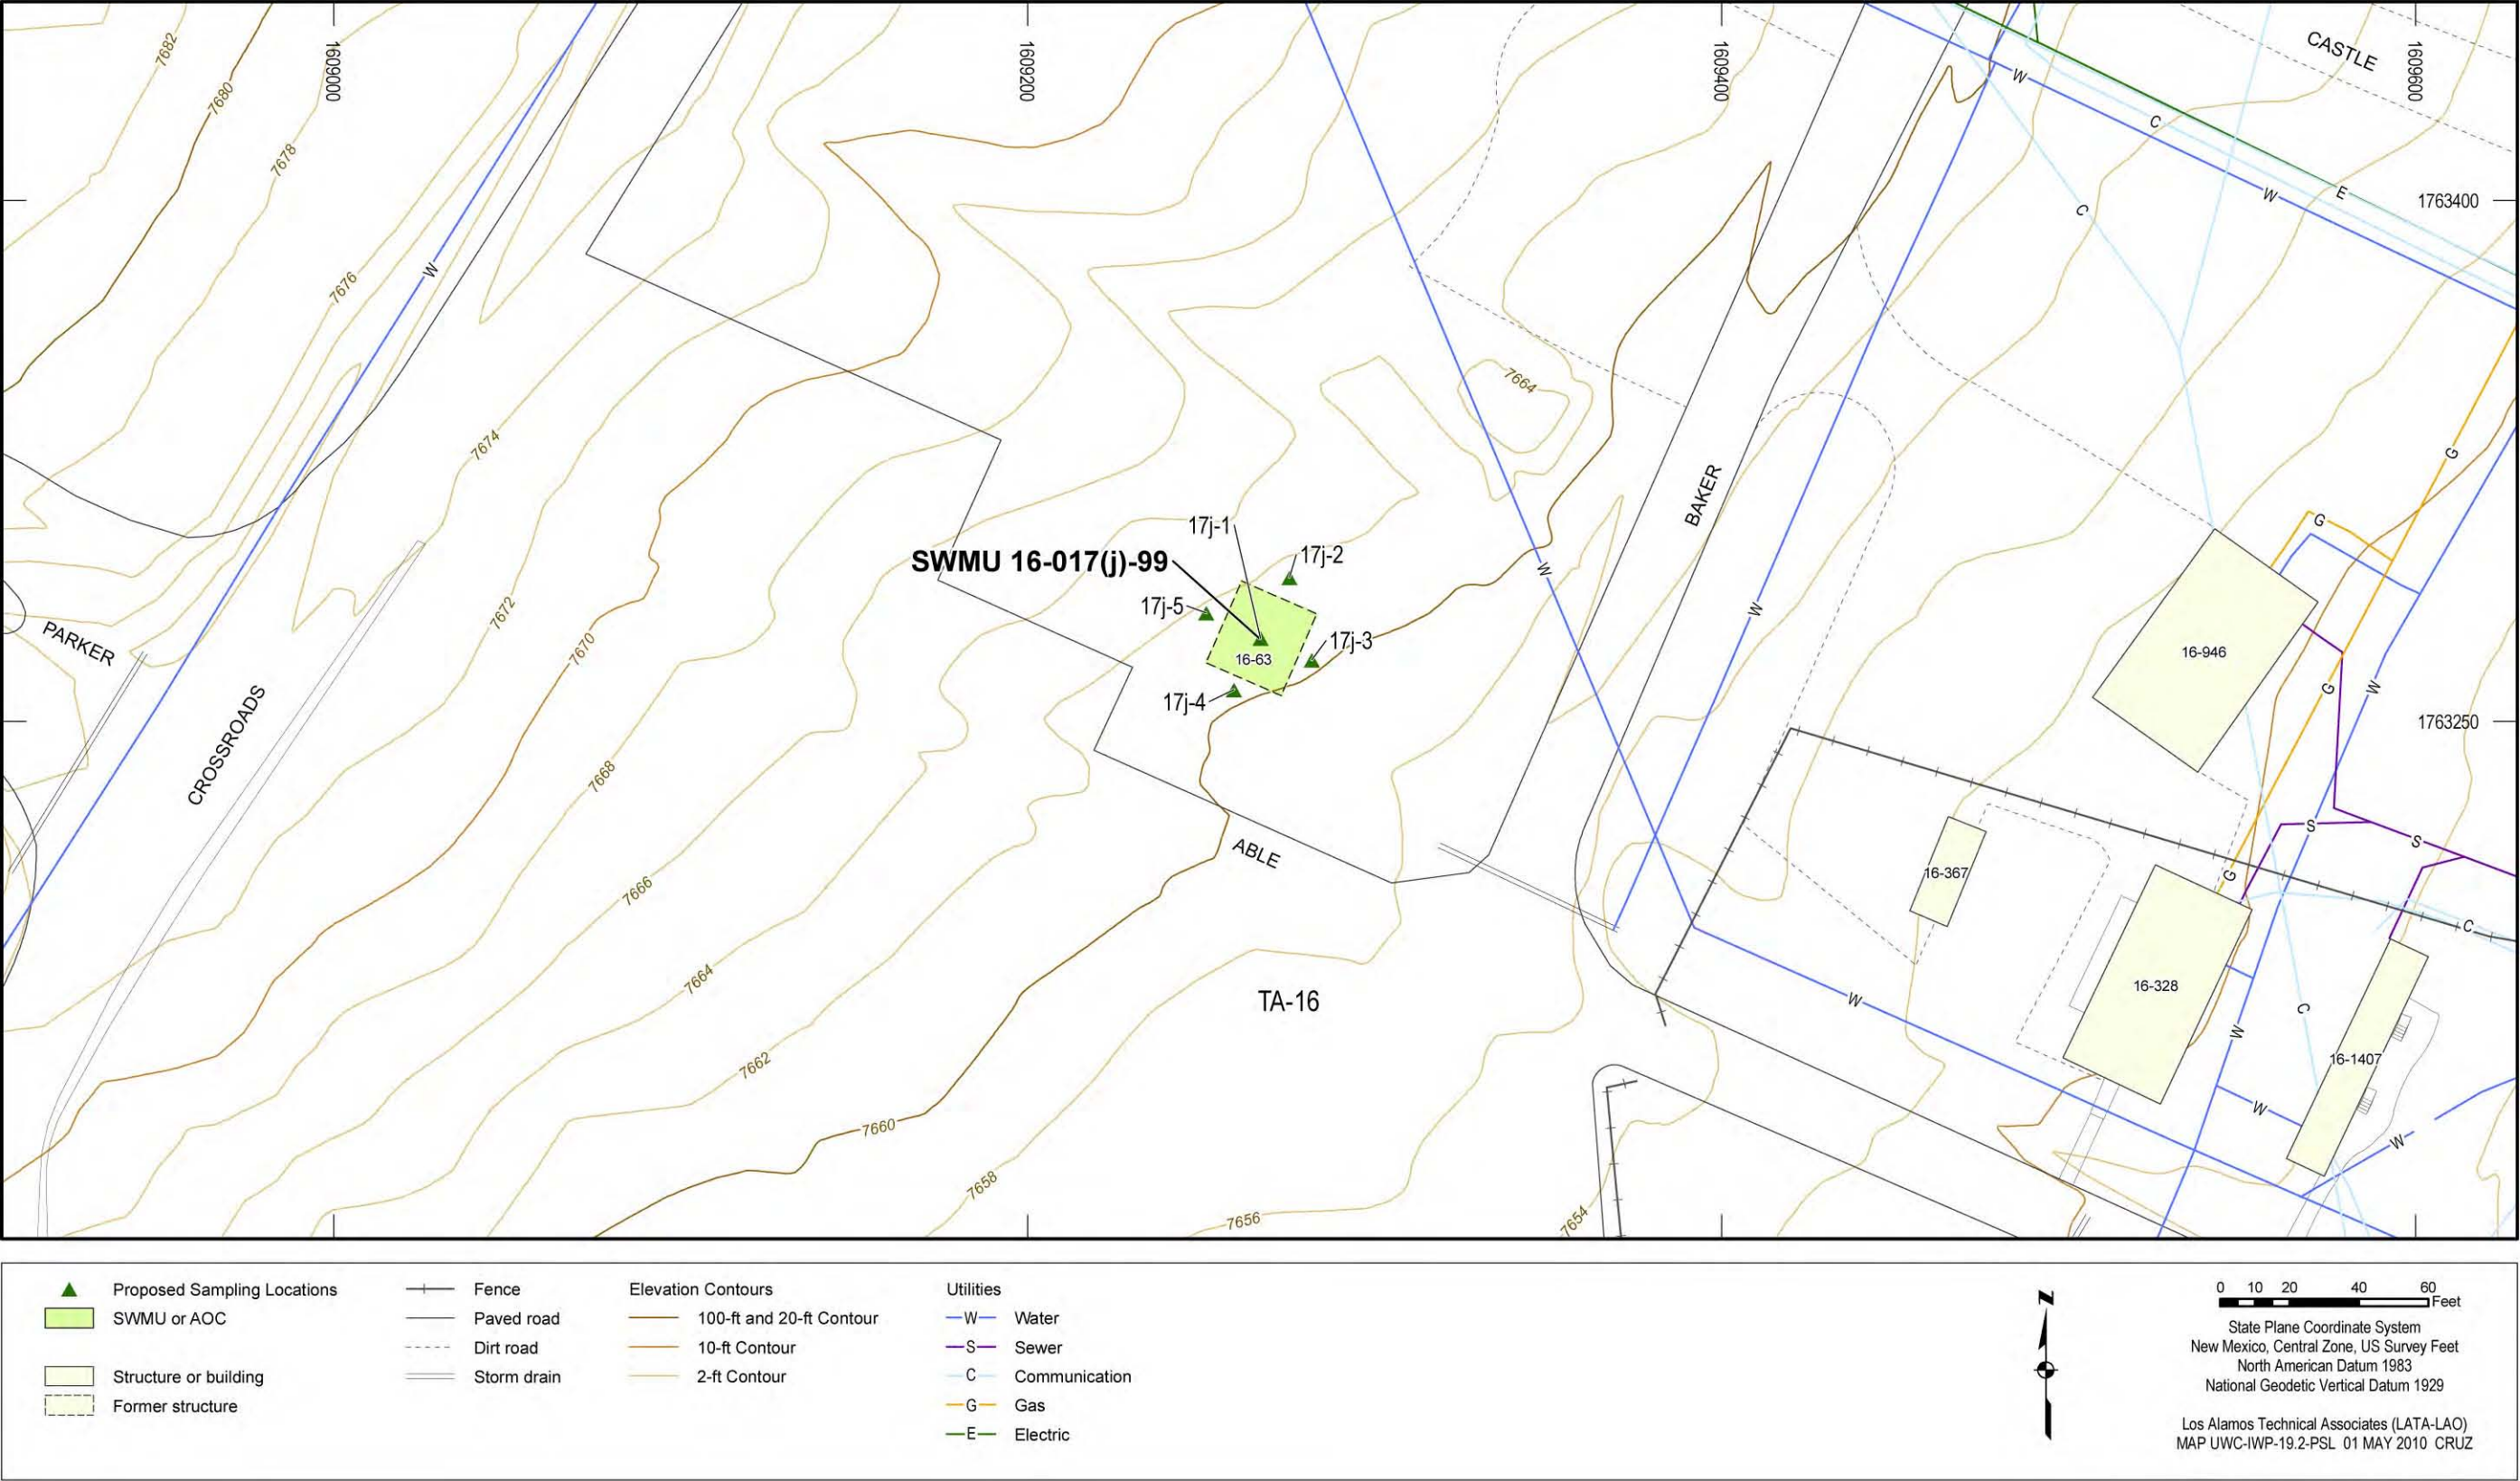 1609000
1609200
1609400
1609600
CASTLE
7682
7680
7678
W
C
E
W
1763400
C
7676
W
7664
7674
G
BAKER
G
17j-1
17j-2
SWMU 16-017(j)-99
W
17j-5
W
7672
PARKER
17j-3
7670
16-63
16-946
G
W
17j-4
CROSSROADS
1763250
7668
S
S
ABLE
16-367
G
7666
C
7664
16-328
TA-16
W
C
W
7662
16-1407
W
7660
W
7658
7656
7654
Proposed Sampling Locations
SWMU or AOC
Structure or building
Former structure
Fence
Paved road
Dirt road
Storm drain
Elevation Contours
100-ft and 20-ft Contour
10-ft Contour
2-ft Contour
Utilities
W Water
S Sewer
C Communication
G Gas
E Electric
N
0 10 20 40 60
Feet
State Plane Coordinate System
New Mexico, Central Zone, US Survey Feet
North American Datum 1983
National Geodetic Vertical Datum 1929
Los Alamos Technical Associates (LATA-LAO)
MAP UWC-IWP-19.2-PSL 01 MAY 2010 CRUZ